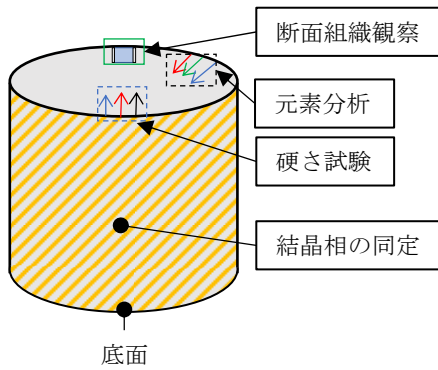 断面組織観察
元素分析
硬さ試験
結晶相の同定
底面